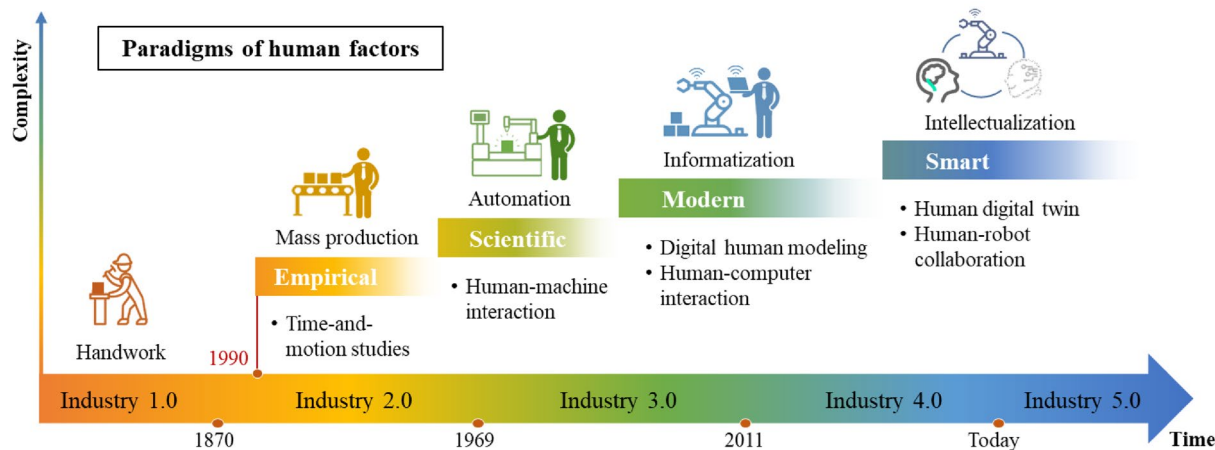 Complexity
Paradigms of human factors
Handwork
1990
Mass production
Empirical
• Time-and-
motion studies
Automation
Scientific
• Human-machine
interaction
Informatization
Modern
• Digital human modeling
• Human-computer
interaction
Intellectualization
Smart
• Human digital twin
• Human-robot
collaboration
Industry 1.0
Industry 2.0
Industry 3.0
Industry 4.0
Industry 5.0
1870
1969
2011
Today
Time